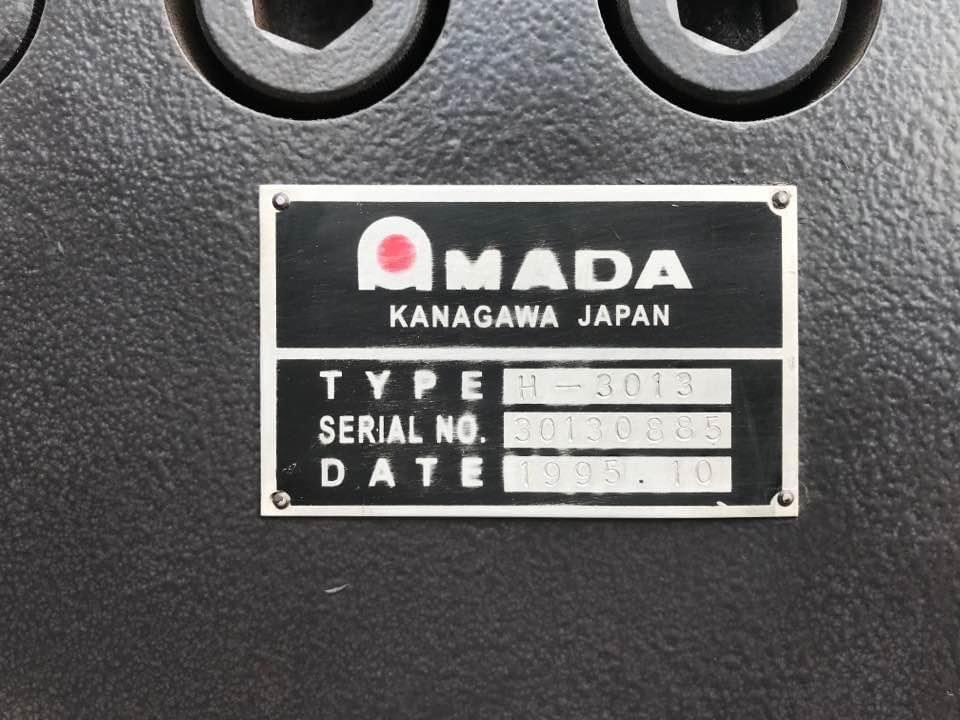 AMADA
KANAGAWA JAPAN
TYPE H-3013
SERIAL NO. 30130885
DATE 1995.10